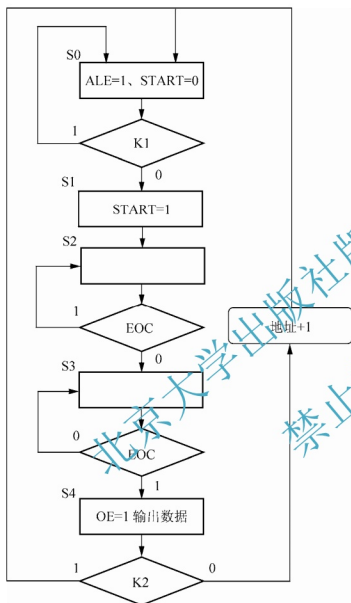 S0
ALE=1、START=0
1
K1
0
S1
START=1
S2
1
EOC
0
地址+1
S3
0
EOC
1
S4
OE=1 输出数据
1
K2
0
北京大学出版社版
禁止